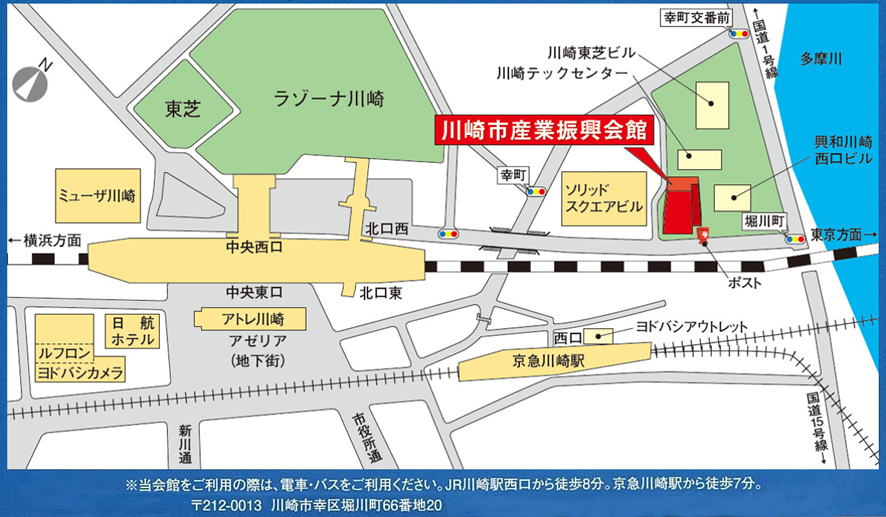 幸町交番前
国道1号線
多摩川
川崎東芝ビル
川崎テックセンター
N
東芝
ラゾーナ川崎
川崎市産業振興会館
興和川崎
西口ビル
幸町
ミューザ川崎
ソリッド
スクエアビル
堀川町
北口西
←横浜方面
中央西口
東京方面→
中央東口
北口東
ポスト
アトレ川崎
日航
ホテル
アゼリア
(地下街)
西口
ヨドバシアウトレット
ルフロン
ヨドバシカメラ
京急川崎駅
新川通
市役所通
国道15号線
※当会館をご利用の際は、電車・バスをご利用ください。JR川崎駅西口から徒歩8分。京急川崎駅から徒歩7分。
〒212-0013 川崎市幸区堀川町66番地20